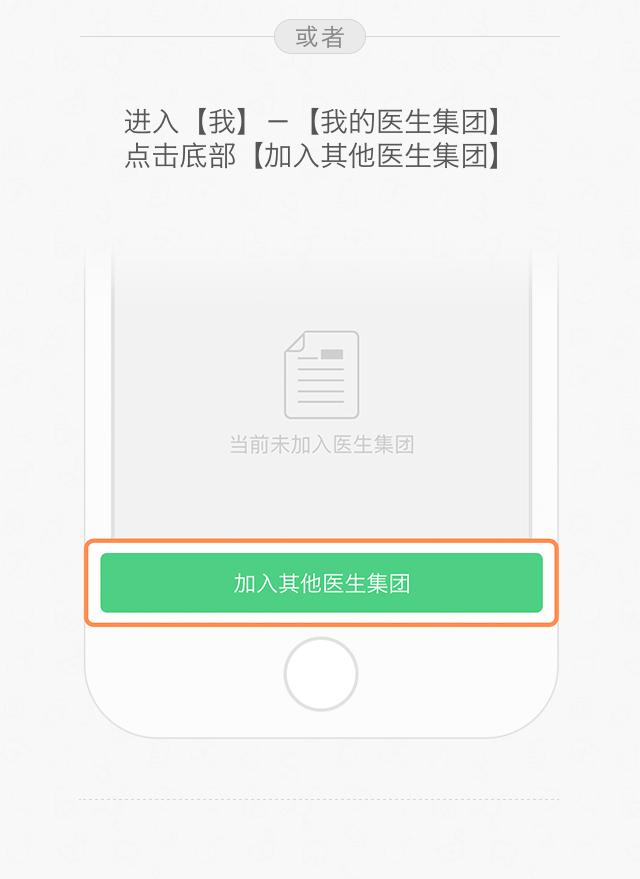 或者
进入【我】－【我的医生集团】
点击底部【加入其他医生集团】
当前未加入医生集团
加入其他医生集团